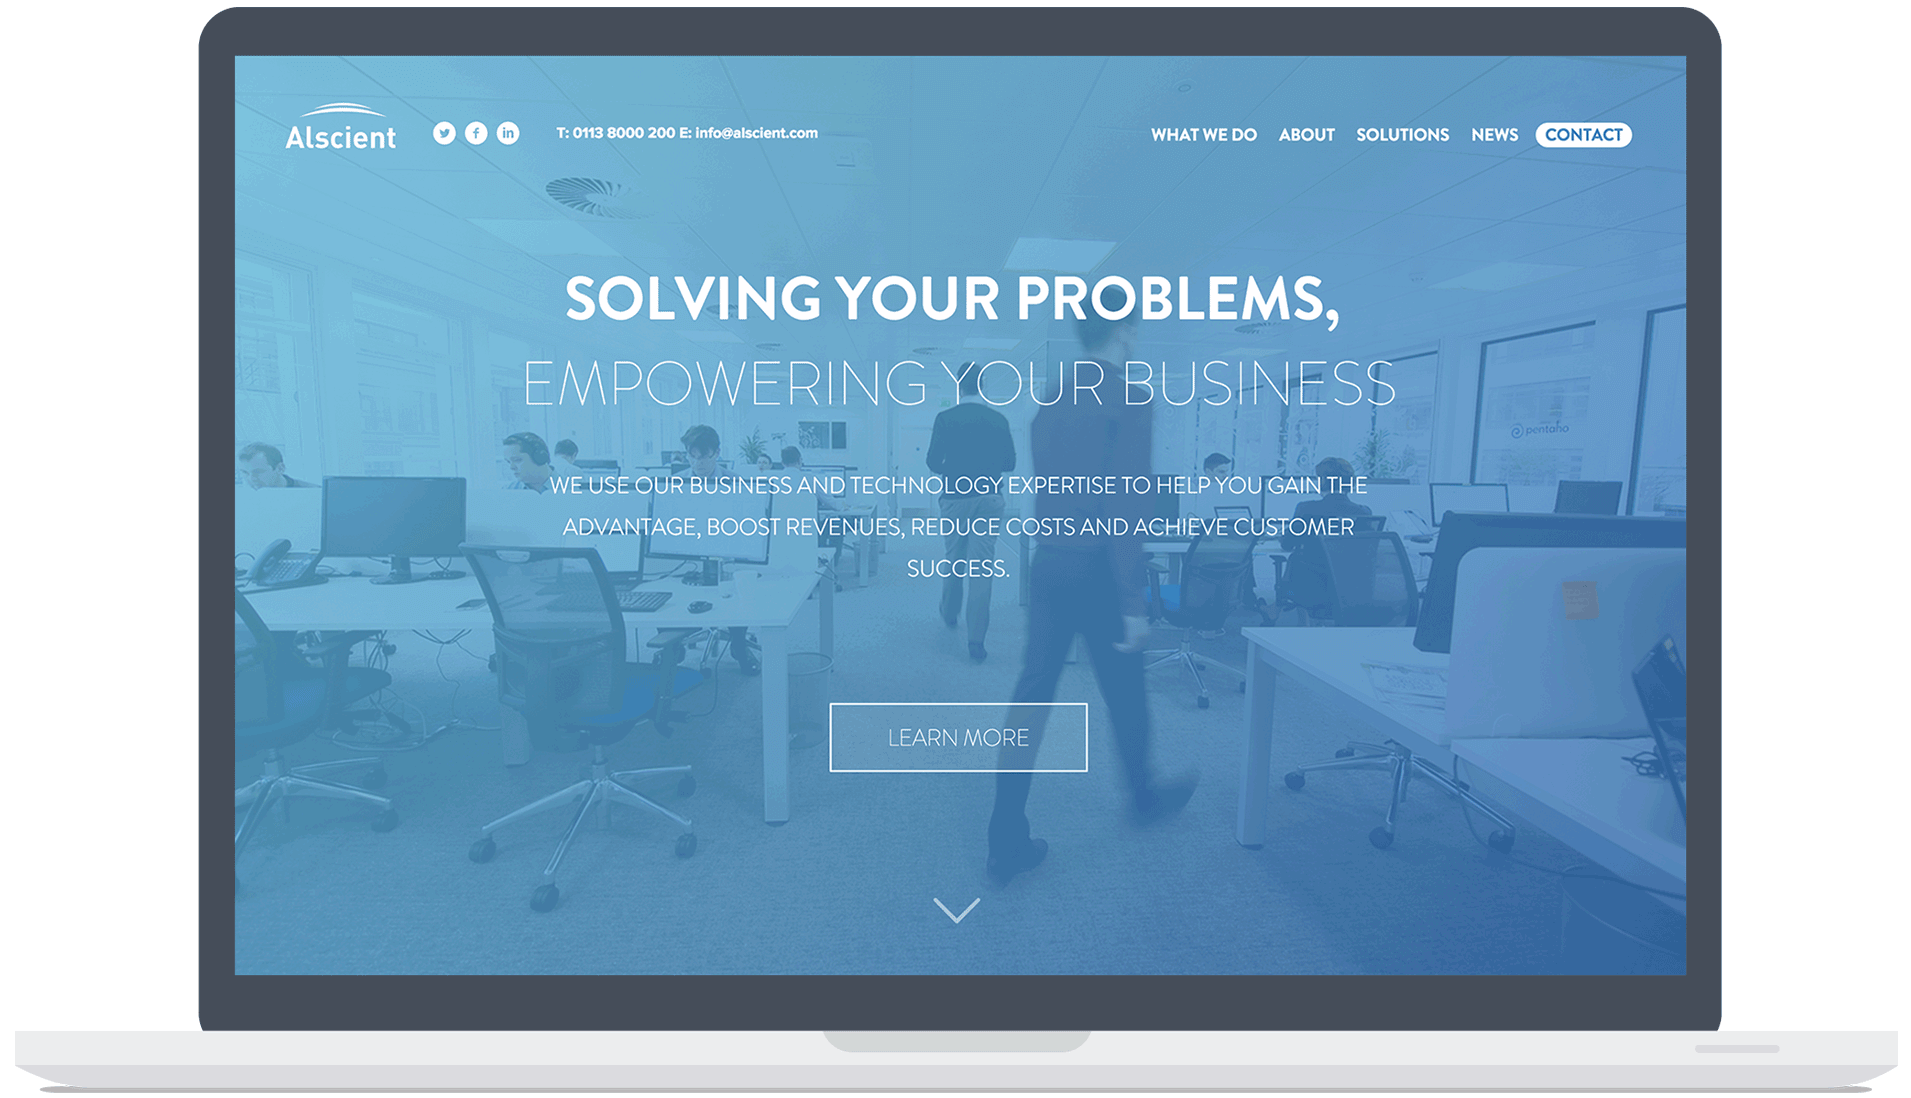 Alscient
T: 0113 8000 200 E: info@alscient.com
WHAT WE DO ABOUT SOLUTIONS NEWS CONTACT
SOLVING YOUR PROBLEMS,
EMPOWERING YOUR BUSINESS
pentaho
WE USE OUR BUSINESS AND TECHNOLOGY EXPERTISE TO HELP YOU GAIN THE
ADVANTAGE, BOOST REVENUES, REDUCE COSTS AND ACHIEVE CUSTOMER
SUCCESS.
LEARN MORE